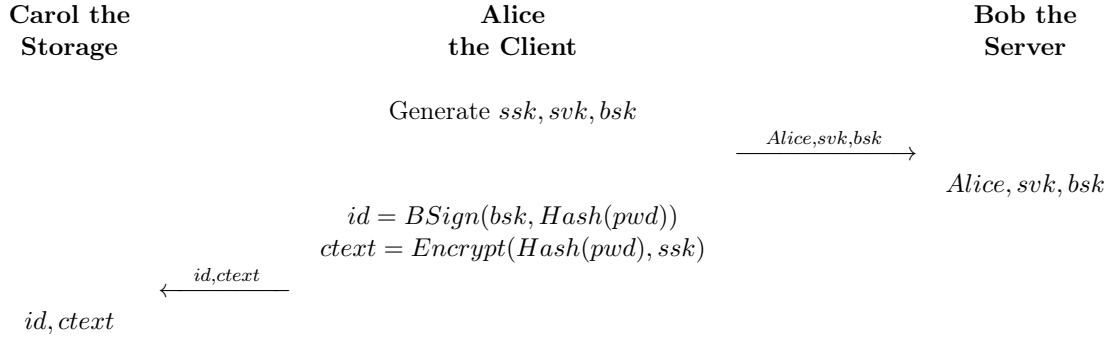 Carol the Storage
Alice the Client
Bob the Server
Generate ssk, svk, bsk
Alice,svk,bsk
Alice, svk, bsk
id = BSign(bsk, Hash(pwd))
ctext = Encrypt(Hash(pwd), ssk)
id,ctext
id, ctext